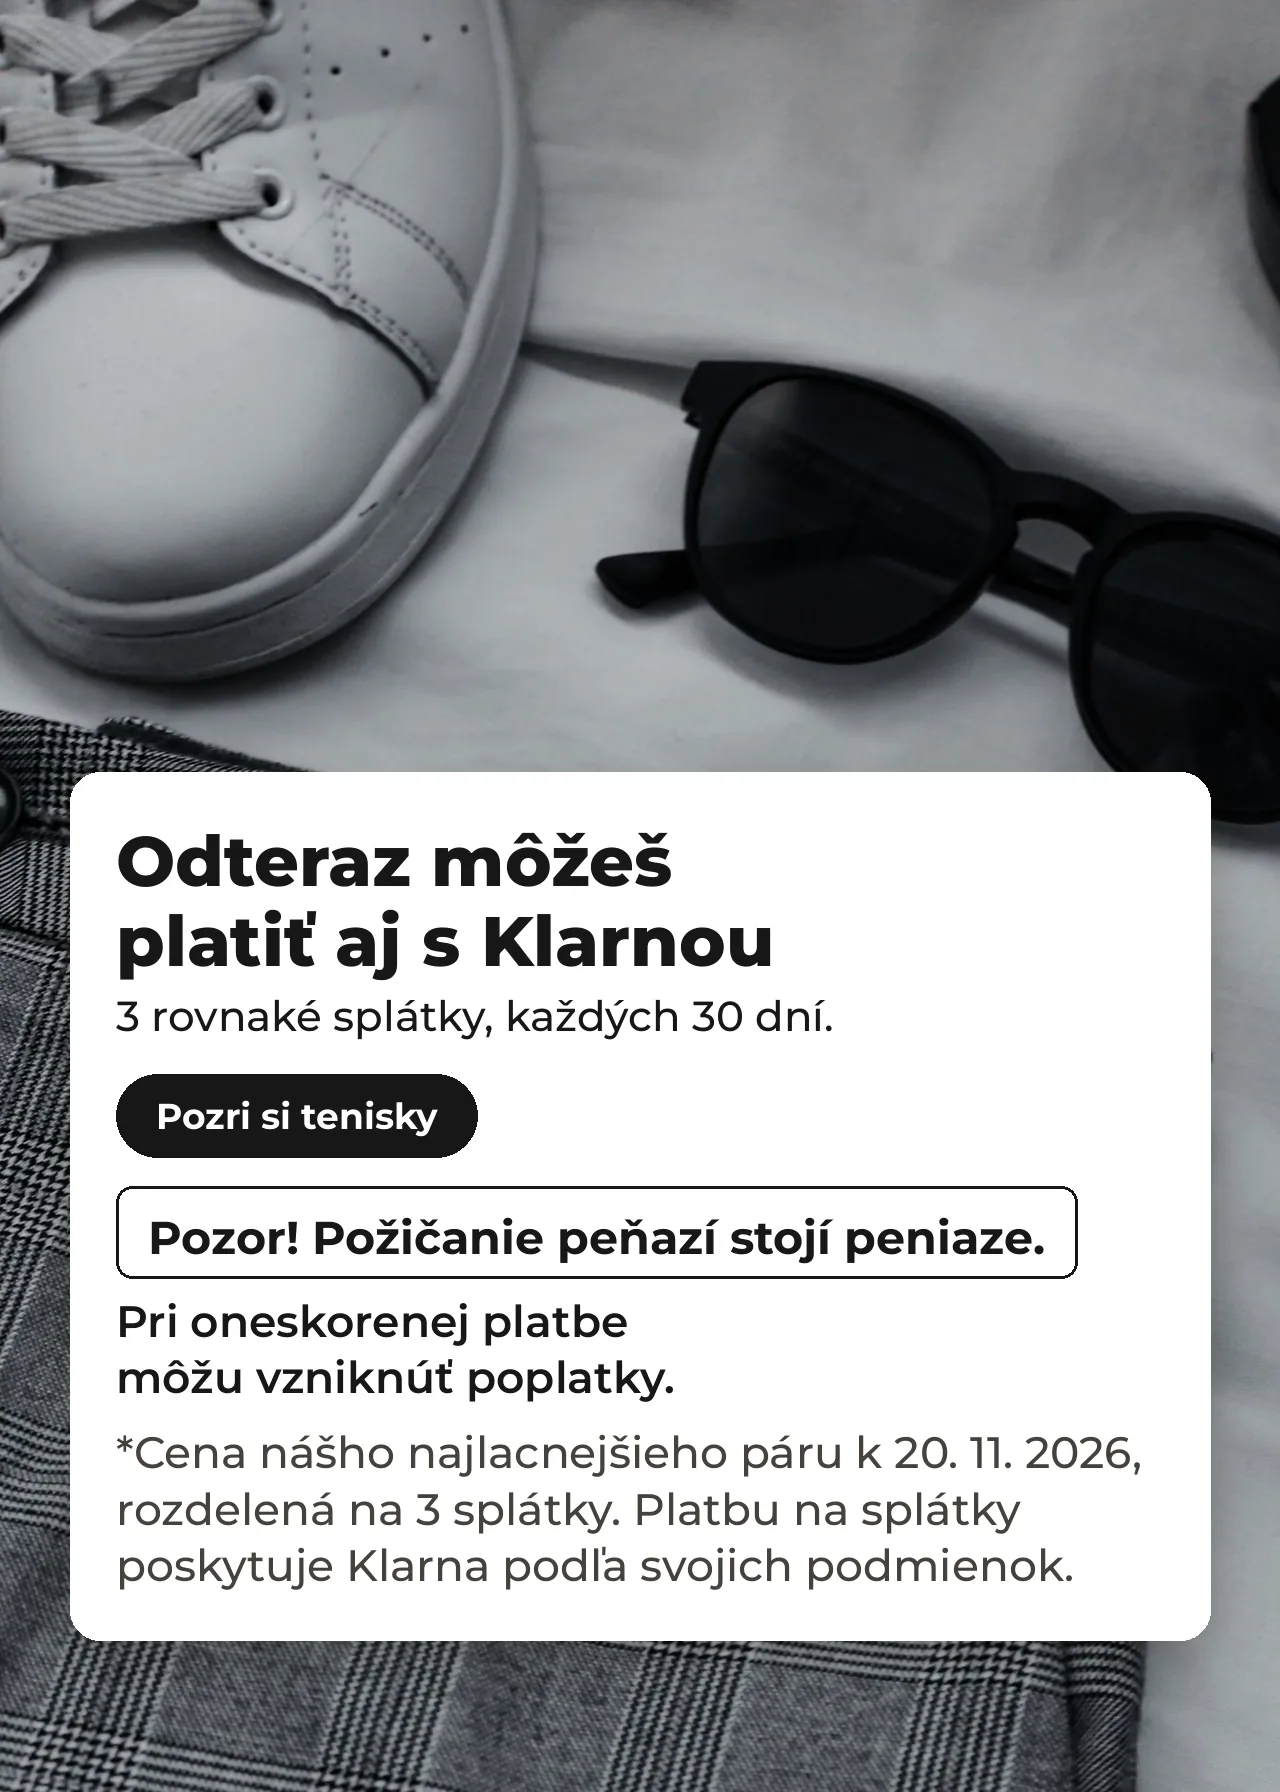 Odteraz môžeš
platiť aj s Klarnou
3 rovnaké splátky, každých 30 dní.
Pozri si tenisky
Pozor! Požičanie peňazí stojí peniaze.
Pri oneskorenej platbe
môžu vzniknúť poplatky.
*Cena nášho najlacnejšieho páru k 20. 11. 2026,
rozdelená na 3 splátky. Platbu na splátky
poskytuje Klarna podľa svojich podmienok.